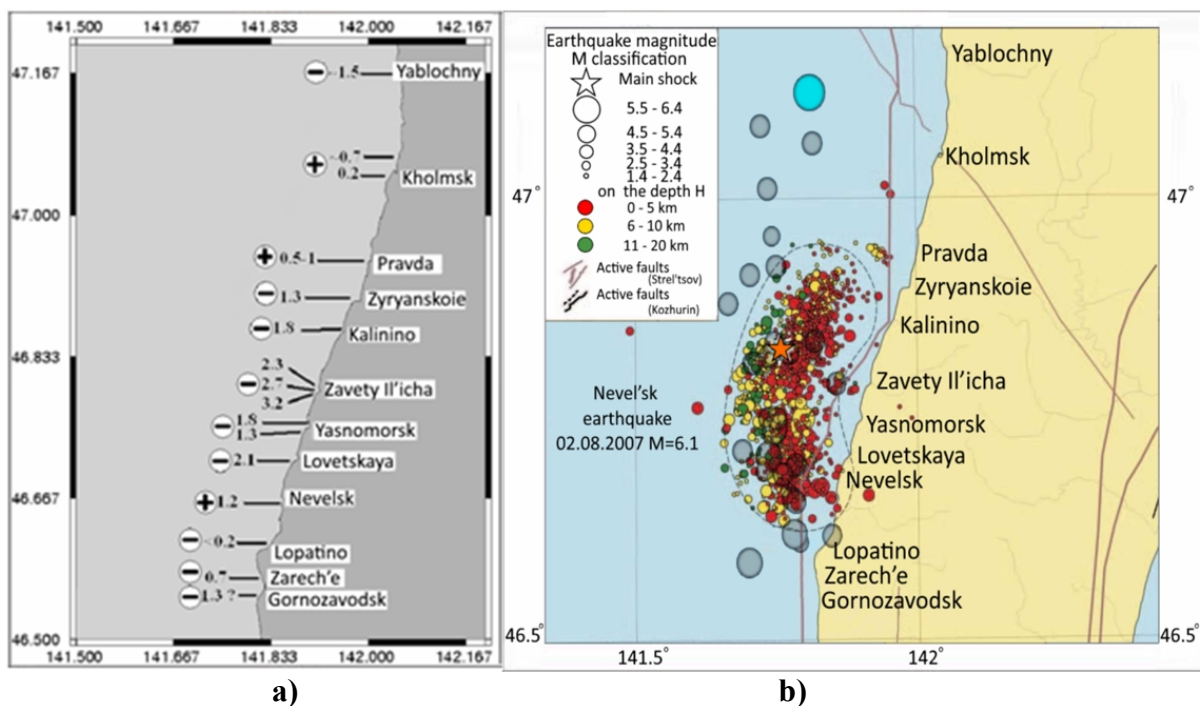 141.500 141.667 141.833 142.000 142.167
47.167
~1.5 Yablochny
~0.7
0.2 Kholmsk
47.000
0.5-1 Pravda
1.3 Zyryanskoie
1.8 Kalinino
46.833
2.3
2.7 Zavety Il'icha
3.2
1.8
1.3 Yasnomorsk
2.1 Lovetskaya
46.667
1.2 Nevelsk
<0.2 Lopatino
0.7 Zarech'e
1.3 ? Gornozavodsk
46.500
141.500 141.667 141.833 142.000 142.167
a)
Earthquake magnitude
M classification
Main shock
5.5 - 6.4
4.5 - 5.4
3.5 - 4.4
2.5 - 3.4
1.4 - 2.4
on the depth H
0 - 5 km
6 - 10 km
11 - 20 km
Active faults
(Strel'tsov)
Active faults
(Kozhurin)
Yablochny
Kholmsk
47° 47°
Pravda
Zyryanskoie
Kalinino
Zavety Il'icha
Nevel'sk
earthquake
02.08.2007 M=6.1
Yasnomorsk
Lovetskaya
Nevelsk
Lopatino
Zarech'e
Gornozavodsk
46.5° 46.5°
141.5° 142°
b)